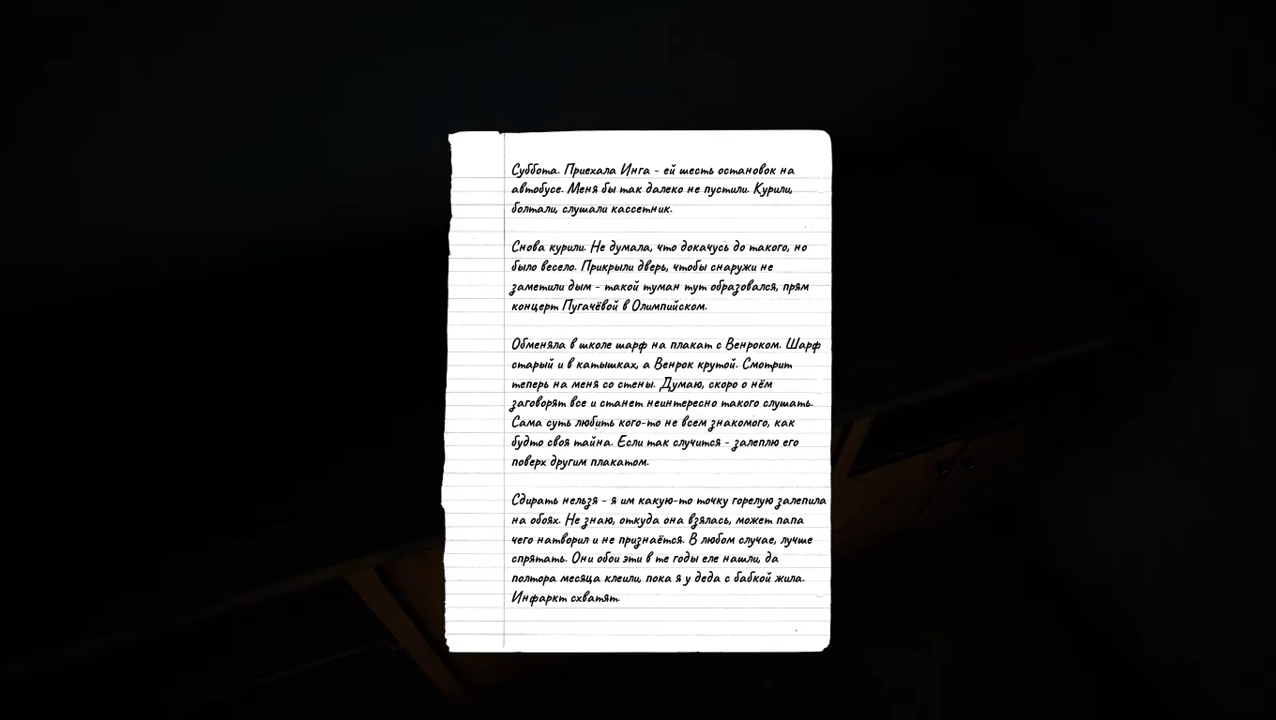 Суббота. Приехала Инга - ей шесть остановок на
автобусе. Меня бы так далеко не пустили. Курили,
болтали, слушали кассетник.
Снова курили. Не думала, что докачусь до такого, но
было весело. Прикрыли дверь, чтобы снаружи не
заметили дым - такой туман тут образовался, прям
концерт Пугачёвой в Олимпийском.
Обменяла в школе шарф на плакат с Венроком. Шарф
старый и в катышках, а Венрок крутой. Смотрит
теперь на меня со стены. Думаю, скоро о нём
заговорят все и станет неинтересно такого слушать.
Сама суть любить кого-то не всем знакомого, как
будто своя тайна. Если так случится - залеплю его
поверх другим плакатом.
Сдирать нельзя - я им какую-то точку горелую залепила
на обоях. Не знаю, откуда она взялась, может папа
чего натворил и не признаётся. В любом случае, лучше
спрятать. Они обои эти в те годы еле нашли, да
полтора месяца клеили, пока я у деда с бабкой жила.
Инфаркт схватят.